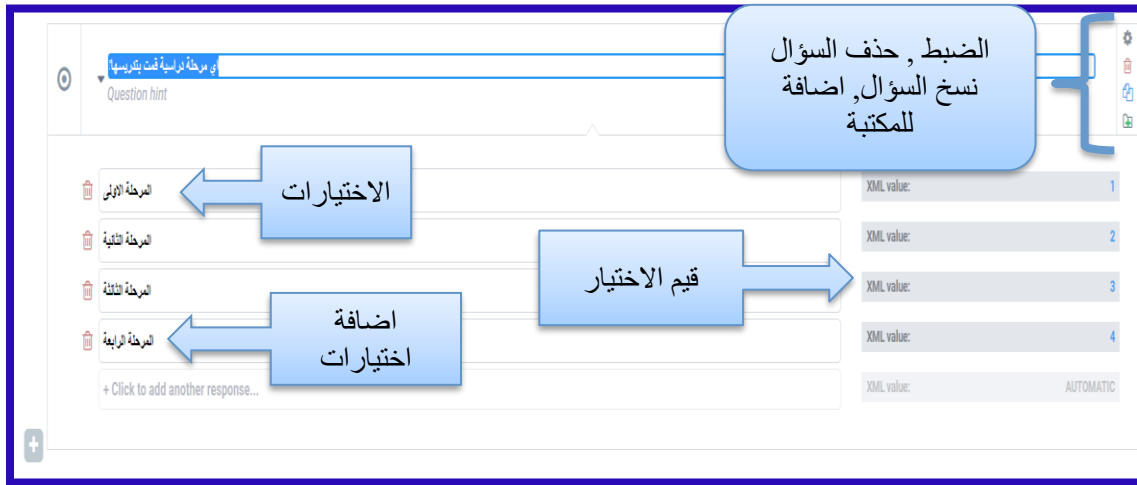 اي مرحلة دراسية قمت بتدريسها؟
Question hint
الضبط , حذف السؤال
نسخ السؤال, اضافة
للمكتبة
المرحلة الاولى
الاختيارات
XML value: 1
المرحلة الثانية
XML value: 2
قيم الاختيار
المرحلة الثالثة
XML value: 3
اضافة
اختيارات
المرحلة الرابعة
XML value: 4
+ Click to add another response...
XML value: AUTOMATIC